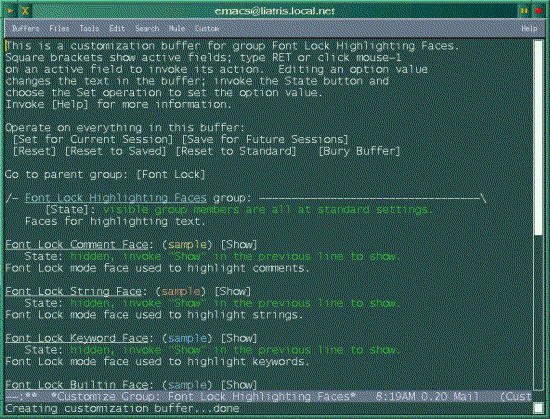 emacs@liatris.local.net
Buffers Files Tools Edit Search Mule Custom Help
This is a customization buffer for group Font Lock Highlighting Faces.
Square brackets show active fields; type RET or click mouse-1
on an active field to invoke its action.  Editing an option value
changes the text in the buffer; invoke the State button and
choose the Set operation to set the option value.
Invoke [Help] for more information.
Operate on everything in this buffer:
[Set for Current Session] [Save for Future Sessions]
[Reset] [Reset to Saved] [Reset to Standard]   [Bury Buffer]
Go to parent group: [Font Lock]
/- Font Lock Highlighting Faces group: --------------------------------------\
[State]: visible group members are all at standard settings.
Faces for highlighting text.
Font Lock Comment Face: (sample) [Show]
State: hidden, invoke "Show" in the previous line to show.
Font Lock mode face used to highlight comments.
Font Lock String Face: (sample) [Show]
State: hidden, invoke "Show" in the previous line to show.
Font Lock mode face used to highlight strings.
Font Lock Keyword Face: (sample) [Show]
State: hidden, invoke "Show" in the previous line to show.
Font Lock mode face used to highlight keywords.
Font Lock Builtin Face: (sample) [Show]
--:**  *Customize Group: Font Lock Highlighting Faces*   8:19AM 0.20 Mail   (Cust
Creating customization buffer...done